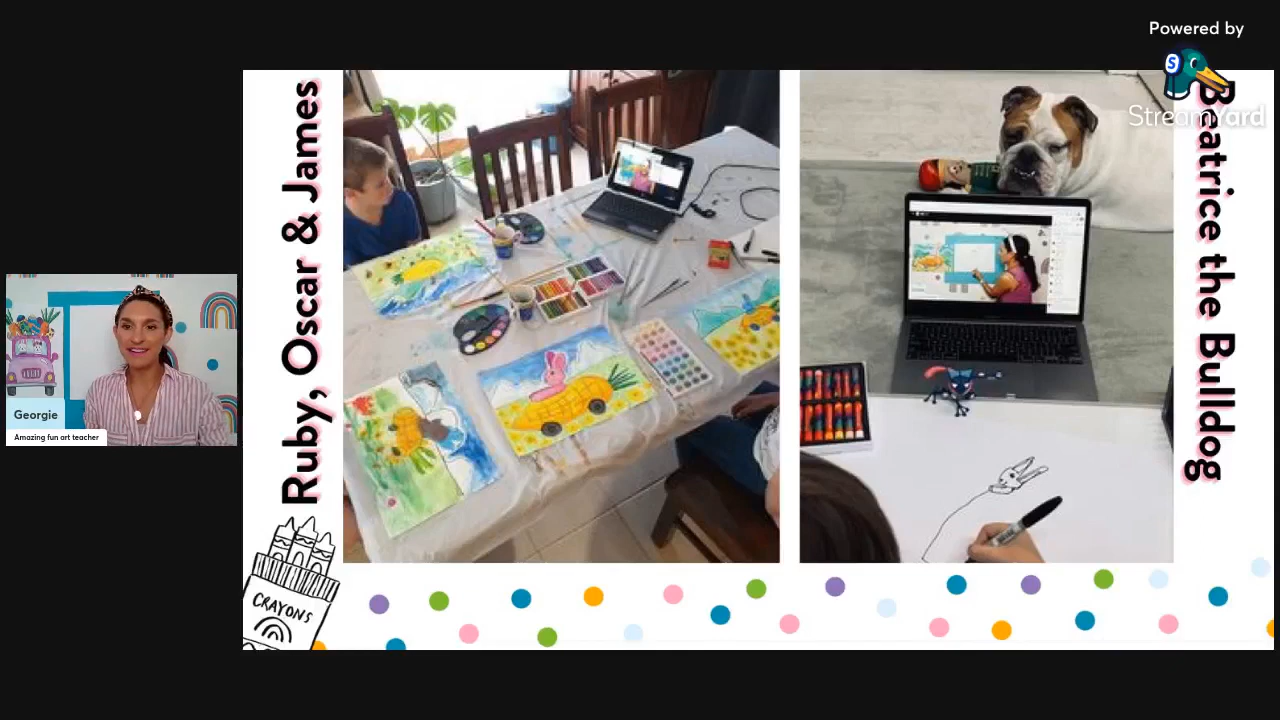 Powered by
S
StreamYard
Ruby, Oscar & James
Beatrice the Bulldog
Georgie
Amazing fun art teacher
CRAYONS